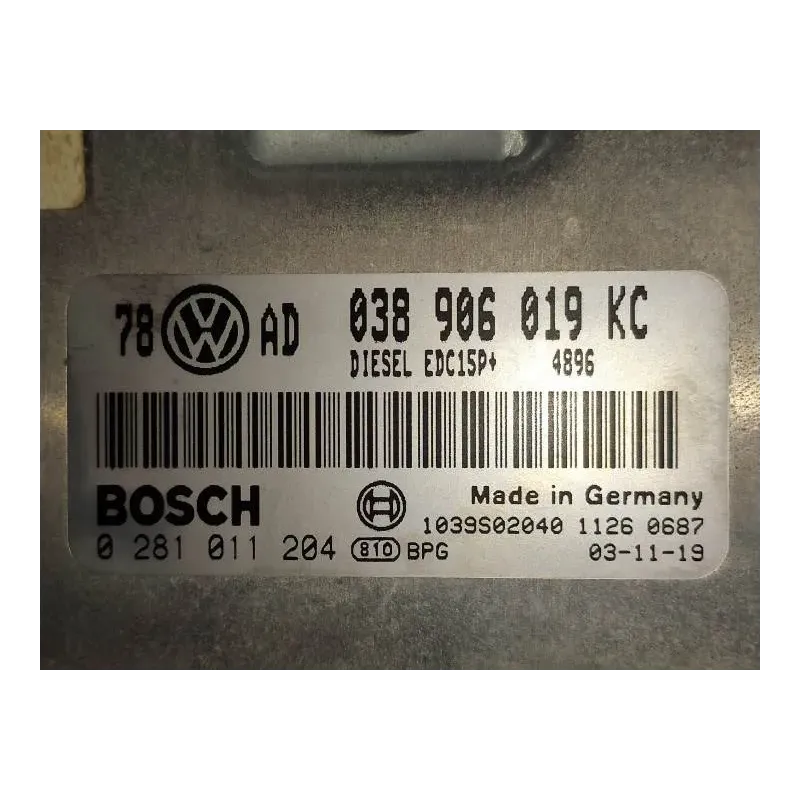 78 VW AD 038 906 019 KC
DIESEL EDC15P+ 4896
BOSCH Made in Germany
1039S02040 1126 0687
0 281 011 204 810 BPG 03-11-19